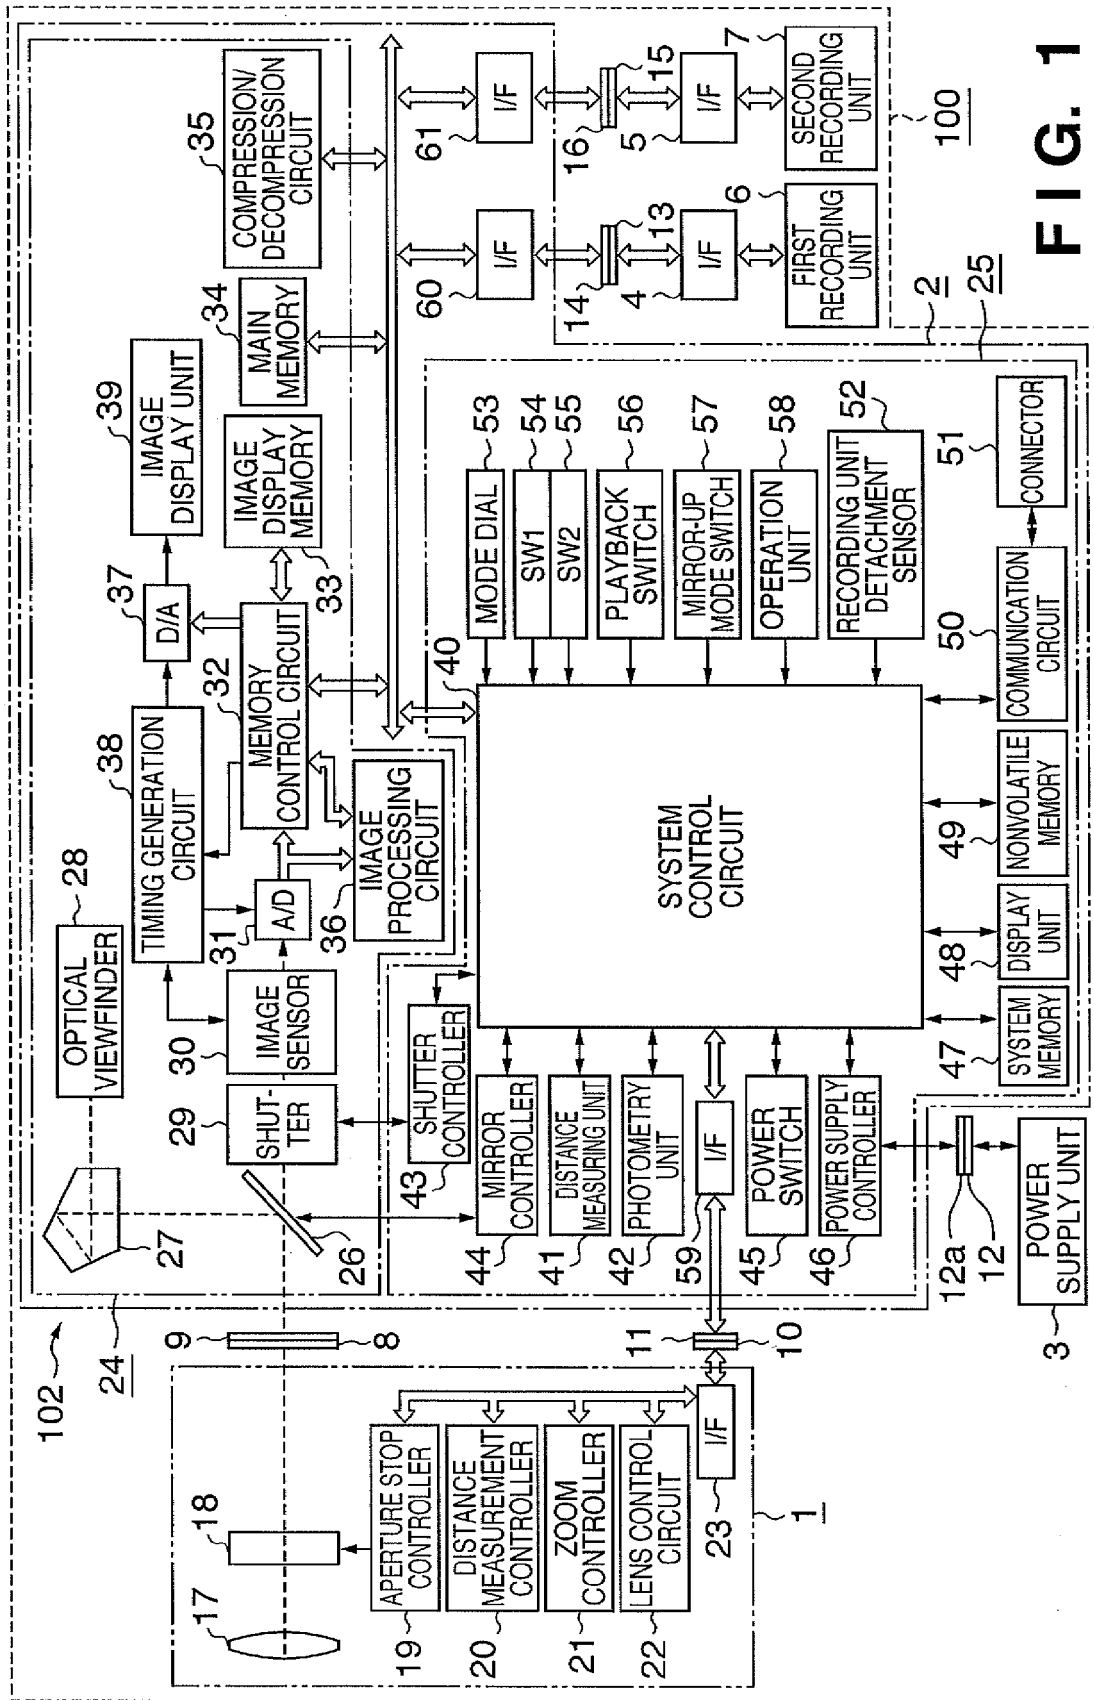 FIG. 1
100
102
24
2
25
1
17
18
9
8
APERTURE STOP
CONTROLLER
19
DISTANCE
MEASUREMENT
CONTROLLER
20
ZOOM
CONTROLLER
21
LENS CONTROL
CIRCUIT
22
I/F
23
11
10
27
26
OPTICAL
VIEWFINDER
28
SHUT-
TER
29
IMAGE
SENSOR
30
A/D
31
TIMING GENERATION
CIRCUIT
38
MEMORY
CONTROL CIRCUIT
32
D/A
37
IMAGE
DISPLAY UNIT
39
IMAGE
DISPLAY
MEMORY
33
MAIN
MEMORY
34
COMPRESSION/
DECOMPRESSION
CIRCUIT
35
IMAGE
PROCESSING
CIRCUIT
36
SHUTTER
CONTROLLER
43
MIRROR
CONTROLLER
44
DISTANCE
MEASURING UNIT
41
PHOTOMETRY
UNIT
42
I/F
59
POWER
SWITCH
45
POWER SUPPLY
CONTROLLER
46
SYSTEM
CONTROL
CIRCUIT
40
MODE DIAL
53
SW1
54
SW2
55
PLAYBACK
SWITCH
56
MIRROR-UP
MODE SWITCH
57
OPERATION
UNIT
58
RECORDING UNIT
DETACHMENT
SENSOR
52
SYSTEM
MEMORY
47
DISPLAY
UNIT
48
NONVOLATILE
MEMORY
49
COMMUNICATION
CIRCUIT
50
CONNECTOR
51
12a
12
POWER
SUPPLY UNIT
3
I/F
60
14
13
I/F
4
FIRST
RECORDING
UNIT
6
I/F
61
16
15
I/F
5
SECOND
RECORDING
UNIT
7